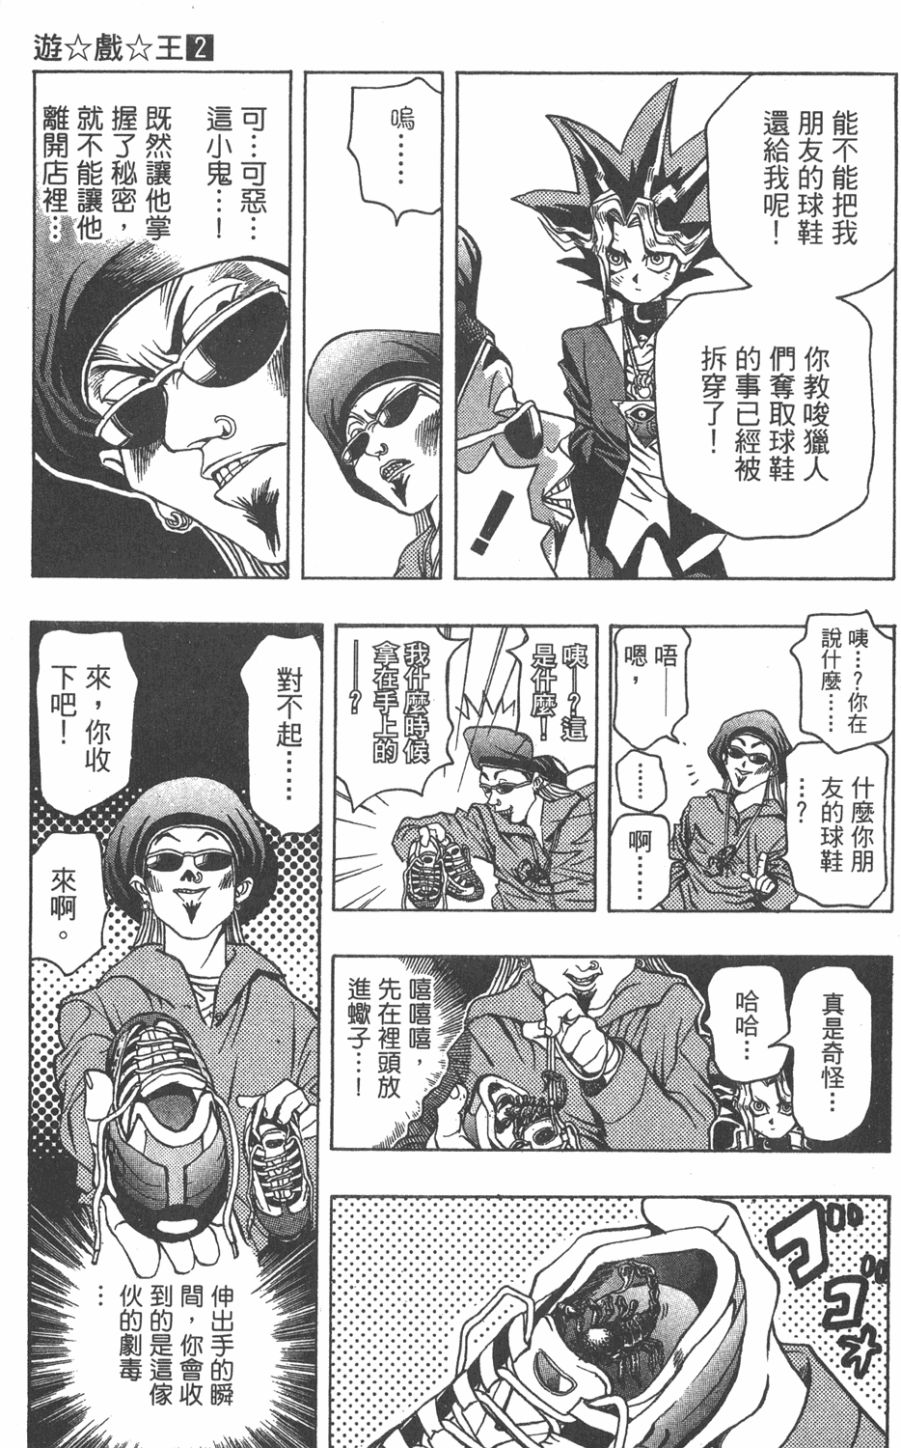 遊☆戲☆王2
能不能把我
朋友的球鞋
還給我呢！
你教唆獵人
們奪取球鞋
的事已經被
拆穿了！
！
嗚……
可…可惡…
這小鬼…！
既然讓他掌
握了秘密，
就不能讓他
離開店裡…
咦…？你在
說什麼……
什麼你朋
友的球鞋
…？
唔——
嗯，
……
……
啊……
咦——？這
是什麼！
我什麼時候
拿在手上的
——？
真是奇怪…
哈
哈…
嘻嘻嘻，
先在裡頭放
進蠍子…！
ゴソゴソ
對不起……
來，你收
下吧！
來啊。
伸出手的瞬
間，你會收
到的是這傢
伙的劇毒
…